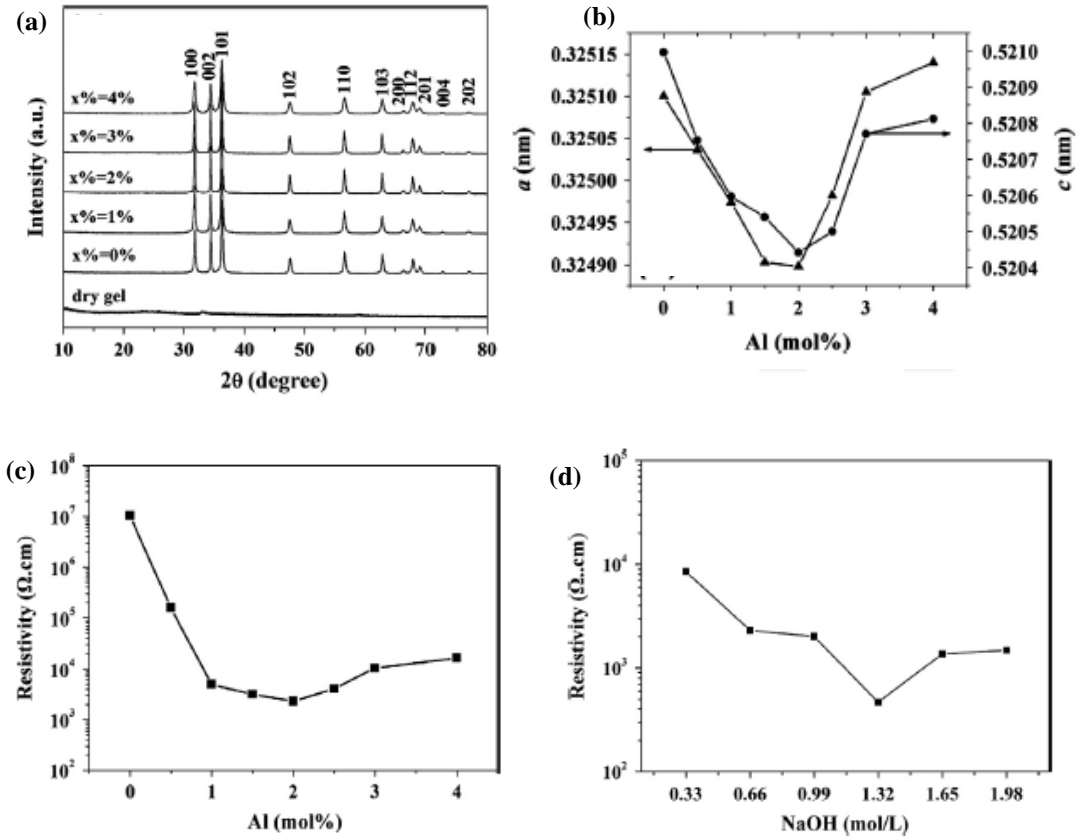 (a)
100
002
101
102
110
103
200
112
201
004
202
x%=4%
x%=3%
x%=2%
x%=1%
x%=0%
dry gel
Intensity (a.u.)
10 20 30 40 50 60 70 80
2θ (degree)
(b)
0.32515
0.32510
0.32505
0.32500
0.32495
0.32490
a (nm)
0.5210
0.5209
0.5208
0.5207
0.5206
0.5205
0.5204
c (nm)
0 1 2 3 4
Al (mol%)
(c)
10^8
10^7
10^6
10^5
10^4
10^3
10^2
Resistivity (Ω.cm)
0 1 2 3 4
Al (mol%)
(d)
10^5
10^4
10^3
10^2
Resistivity (Ω..cm)
0.33 0.66 0.99 1.32 1.65 1.98
NaOH (mol/L)